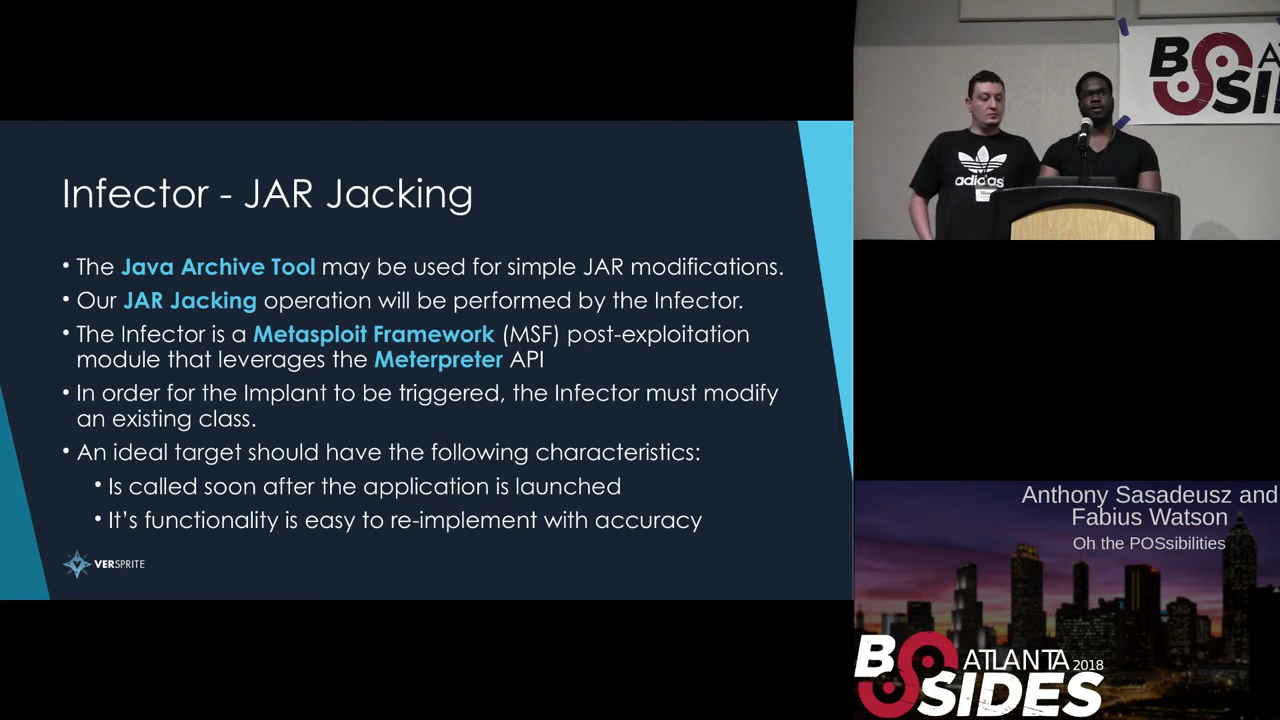 Infector - JAR Jacking
• The Java Archive Tool may be used for simple JAR modifications.
• Our JAR Jacking operation will be performed by the Infector.
• The Infector is a Metasploit Framework (MSF) post-exploitation
module that leverages the Meterpreter API
• In order for the Implant to be triggered, the Infector must modify
an existing class.
• An ideal target should have the following characteristics:
• Is called soon after the application is launched
• It's functionality is easy to re-implement with accuracy
VERSPRITE
B A
SI
adidas
Anthony Sasadeusz and
Fabius Watson
Oh the POSsibilities
B ATLANTA 2018
SIDES